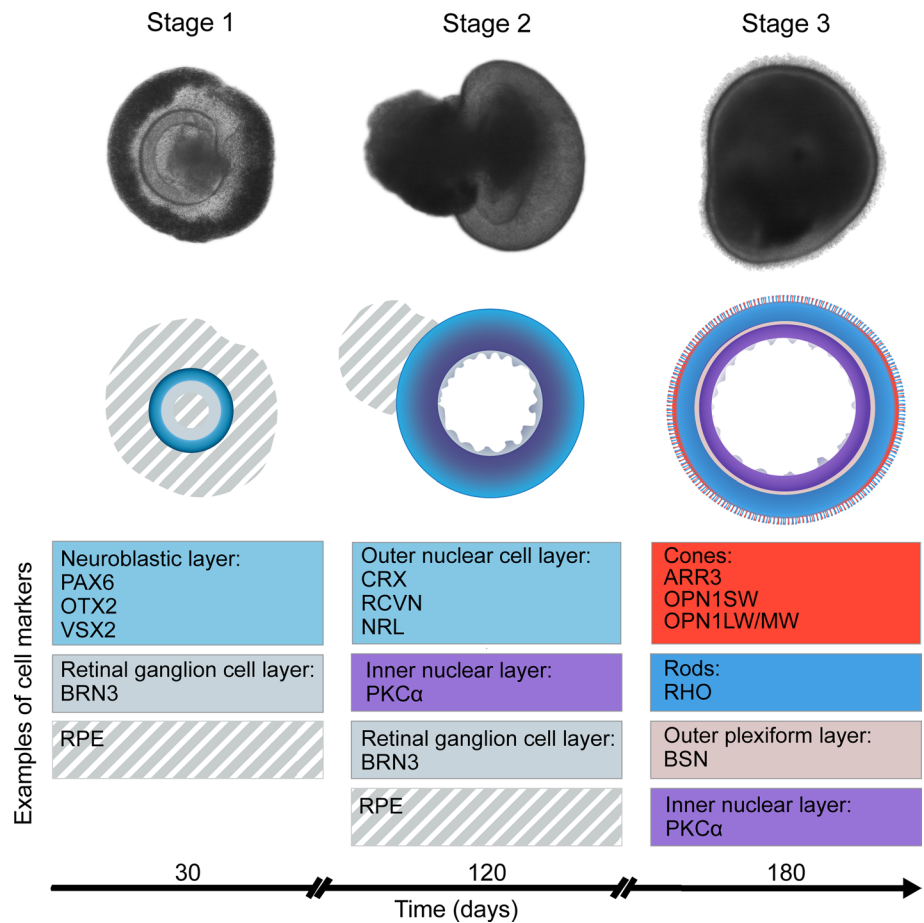 Stage 1
Stage 2
Stage 3
Examples of cell markers
Neuroblastic layer:
PAX6
OTX2
VSX2
Retinal ganglion cell layer:
BRN3
RPE
Outer nuclear cell layer:
CRX
RCVN
NRL
Inner nuclear layer:
PKCα
Retinal ganglion cell layer:
BRN3
RPE
Cones:
ARR3
OPN1SW
OPN1LW/MW
Rods:
RHO
Outer plexiform layer:
BSN
Inner nuclear layer:
PKCα
30
120
180
Time (days)